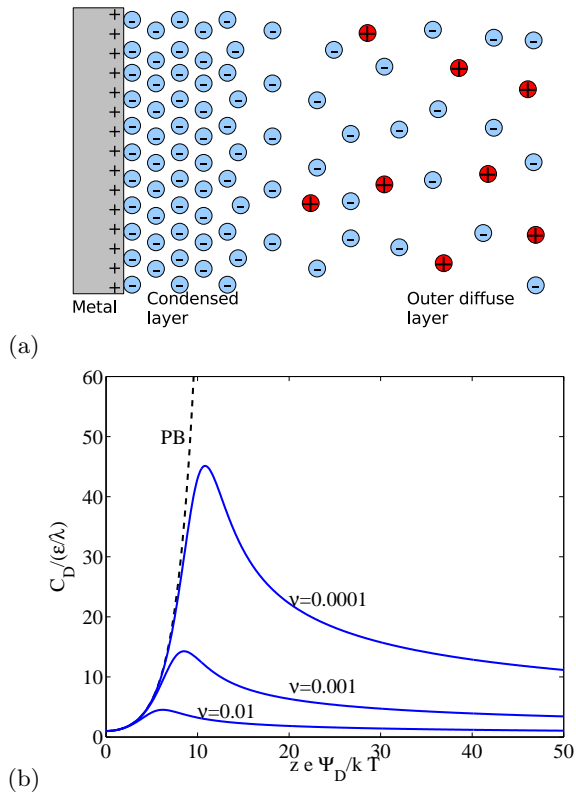 Metal
Condensed
layer
Outer diffuse
layer
(a)
60
50
40
30
20
10
0
C_D/(ε/λ)
PB
ν=0.0001
ν=0.001
ν=0.01
0 10 20 30 40 50
z e Ψ_D/k T
(b)